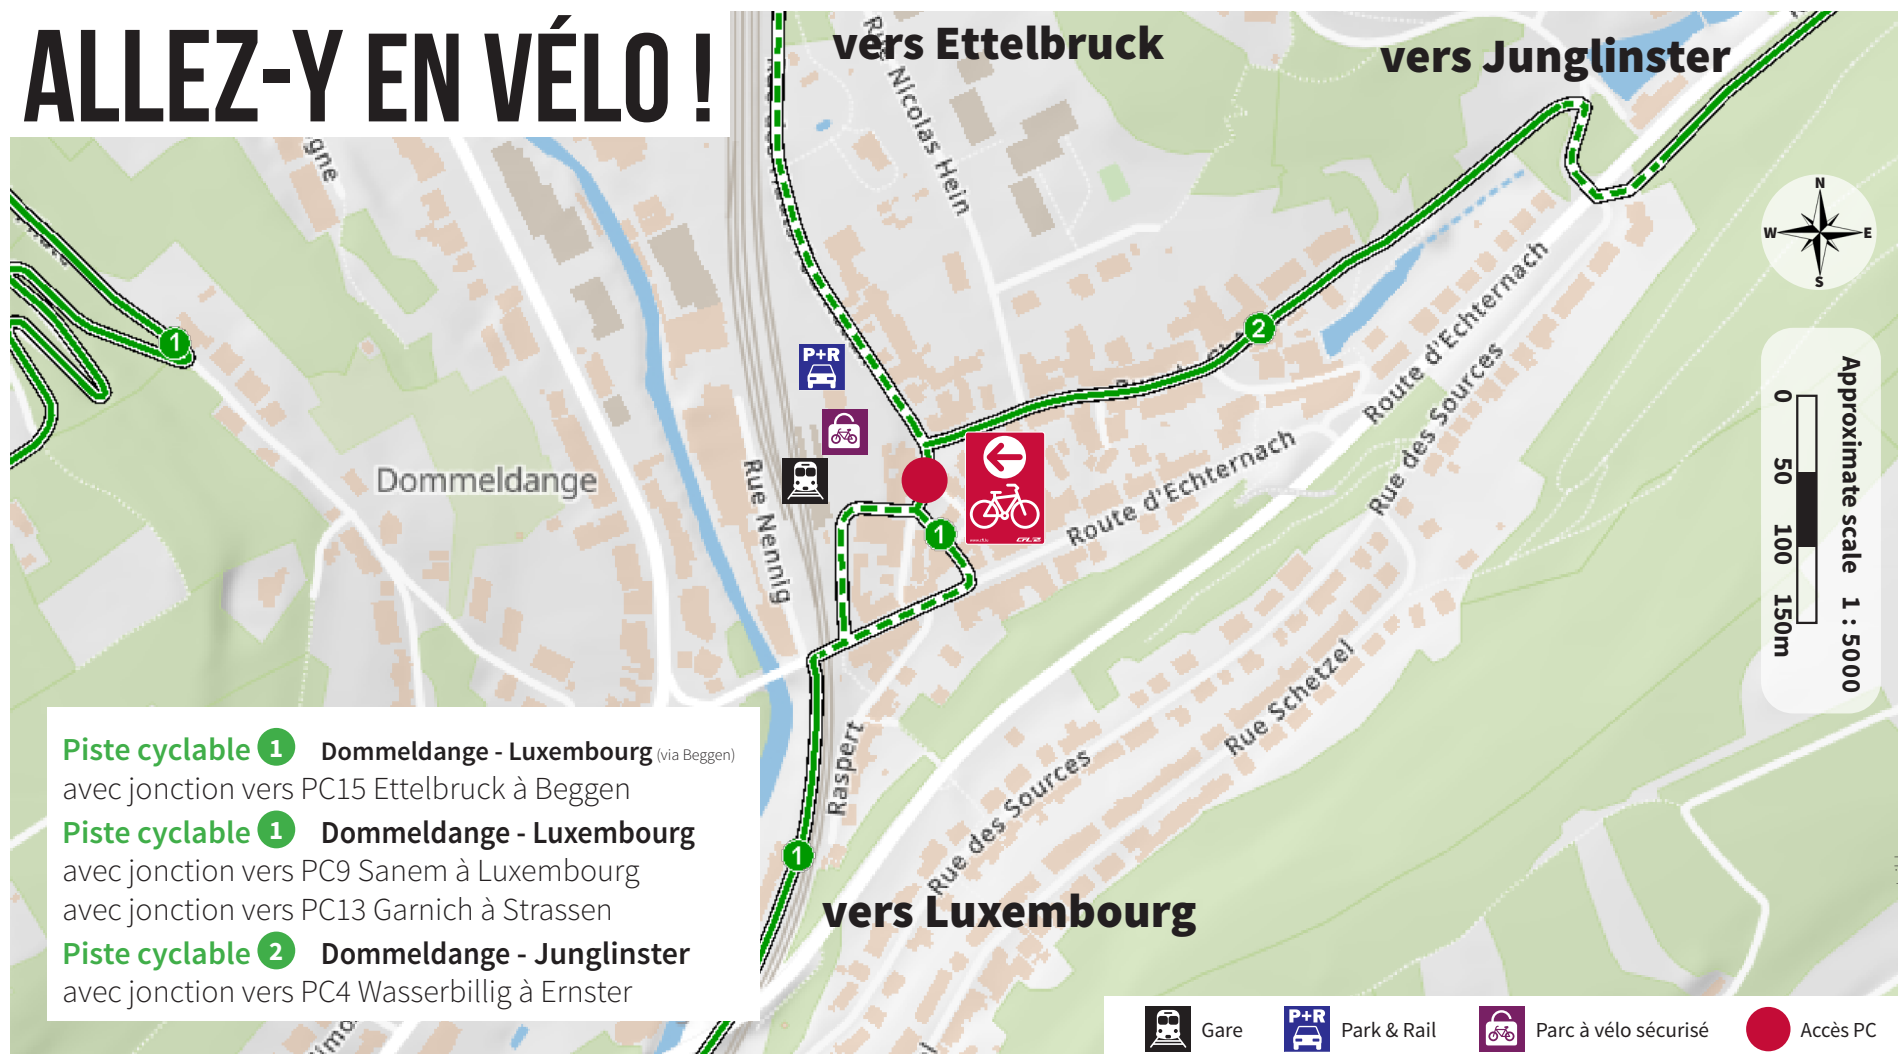 ALLEZ-Y EN VÉLO !
vers Ettelbruck
vers Junglinster
Rue Nicolas Hein
N
W
E
S
Approximate scale 1 : 5000
0
50
100
150m
P+R
2
1
Dommeldange
Rue Nennig
1
Route d'Echternach
Route d'Echternach
Rue des Sources
Rue Schetzel
Raspert
Rue des Sources
1
vers Luxembourg
Piste cyclable 1 Dommeldange - Luxembourg (via Beggen)
avec jonction vers PC15 Ettelbruck à Beggen
Piste cyclable 1 Dommeldange - Luxembourg
avec jonction vers PC9 Sanem à Luxembourg
avec jonction vers PC13 Garnich à Strassen
Piste cyclable 2 Dommeldange - Junglinster
avec jonction vers PC4 Wasserbillig à Ernster
Gare
P+R
Park & Rail
Parc à vélo sécurisé
Accès PC